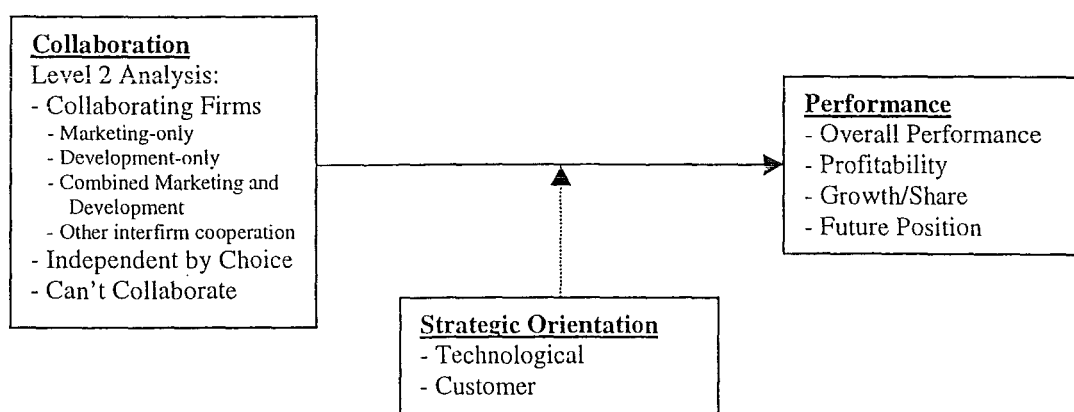 Collaboration
Level 2 Analysis:
- Collaborating Firms
- Marketing-only
- Development-only
- Combined Marketing and
Development
- Other interfirm cooperation
- Independent by Choice
- Can't Collaborate
Performance
- Overall Performance
- Profitability
- Growth/Share
- Future Position
Strategic Orientation
- Technological
- Customer